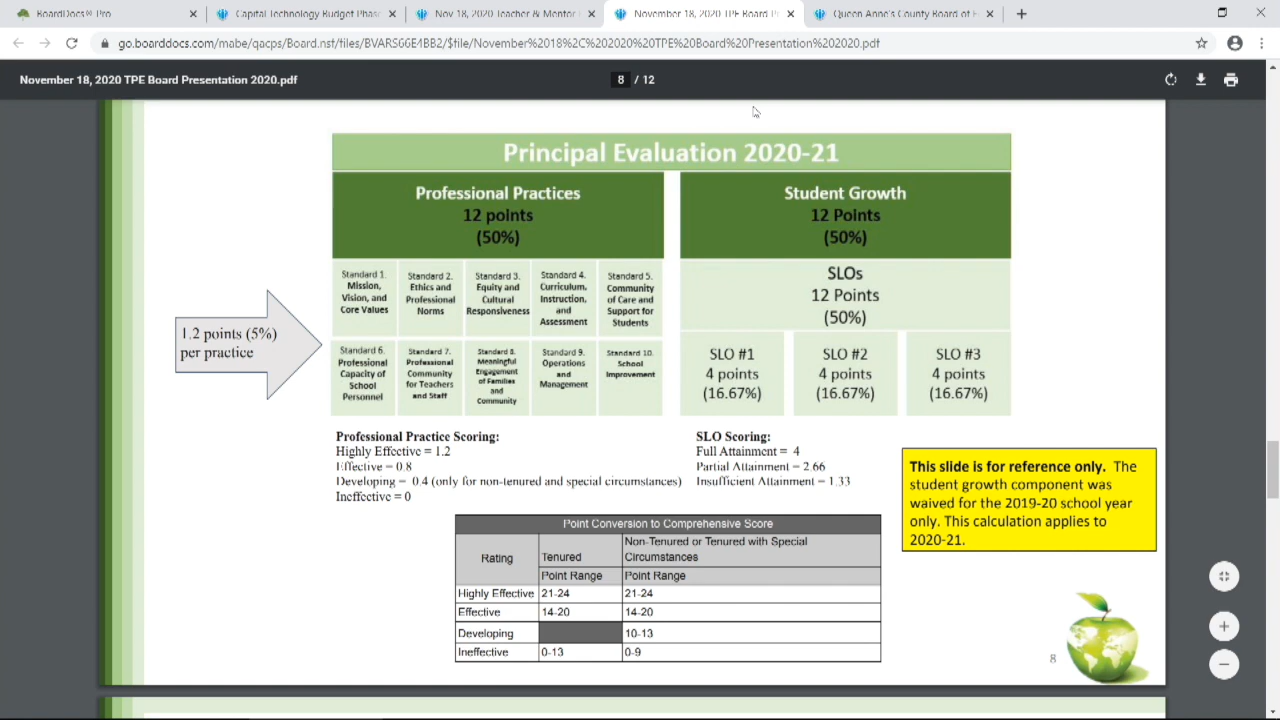 BoardDocs® Pro
Capital Technology Budget Phase
Nov 18, 2020 Teacher & Mentor
November 18, 2020 TPE Board P
Queen Anne's County Board of E
go.boarddocs.com/mabe/qacps/Board.nsf/files/BVARS66E4BB2/$file/November%2018%2C%202020%20TPE%20Board%20Presentation%202020.pdf
November 18, 2020 TPE Board Presentation 2020.pdf
8 / 12
Principal Evaluation 2020-21
Professional Practices
12 points
(50%)
Student Growth
12 Points
(50%)
Standard 1.
Mission,
Vision, and
Core Values
Standard 2.
Ethics and
Professional
Norms
Standard 3.
Equity and
Cultural
Responsiveness
Standard 4.
Curriculum,
Instruction,
and
Assessment
Standard 5.
Community
of Care and
Support for
Students
SLOs
12 Points
(50%)
1.2 points (5%)
per practice
Standard 6.
Professional
Capacity of
School
Personnel
Standard 7.
Professional
Community
for Teachers
and Staff
Standard 8.
Meaningful
Engagement
of Families
and
Community
Standard 9.
Operations
and
Management
Standard 10.
School
Improvement
SLO #1
4 points
(16.67%)
SLO #2
4 points
(16.67%)
SLO #3
4 points
(16.67%)
Professional Practice Scoring:
Highly Effective = 1.2
Effective = 0.8
Developing = 0.4 (only for non-tenured and special circumstances)
Ineffective = 0
SLO Scoring:
Full Attainment = 4
Partial Attainment = 2.66
Insufficient Attainment = 1.33
This slide is for reference only. The
student growth component was
waived for the 2019-20 school year
only. This calculation applies to
2020-21.
Point Conversion to Comprehensive Score
Rating
Tenured
Non-Tenured or Tenured with Special
Circumstances
Point Range
Point Range
Highly Effective 21-24 21-24
Effective 14-20 14-20
Developing 10-13
Ineffective 0-13 0-9
8